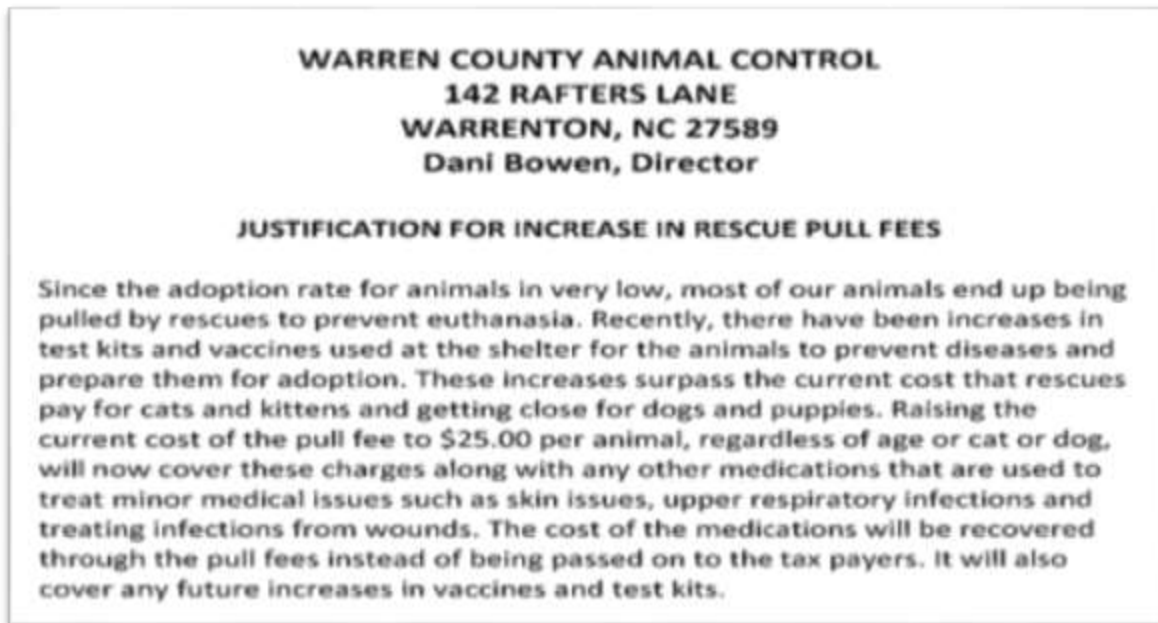 WARREN COUNTY ANIMAL CONTROL
142 RAFTERS LANE
WARRENTON, NC 27589
Dani Bowen, Director
JUSTIFICATION FOR INCREASE IN RESCUE PULL FEES
Since the adoption rate for animals in very low, most of our animals end up being
pulled by rescues to prevent euthanasia. Recently, there have been increases in
test kits and vaccines used at the shelter for the animals to prevent diseases and
prepare them for adoption. These increases surpass the current cost that rescues
pay for cats and kittens and getting close for dogs and puppies. Raising the
current cost of the pull fee to $25.00 per animal, regardless of age or cat or dog,
will now cover these charges along with any other medications that are used to
treat minor medical issues such as skin issues, upper respiratory infections and
treating infections from wounds. The cost of the medications will be recovered
through the pull fees instead of being passed on to the tax payers. It will also
cover any future increases in vaccines and test kits.